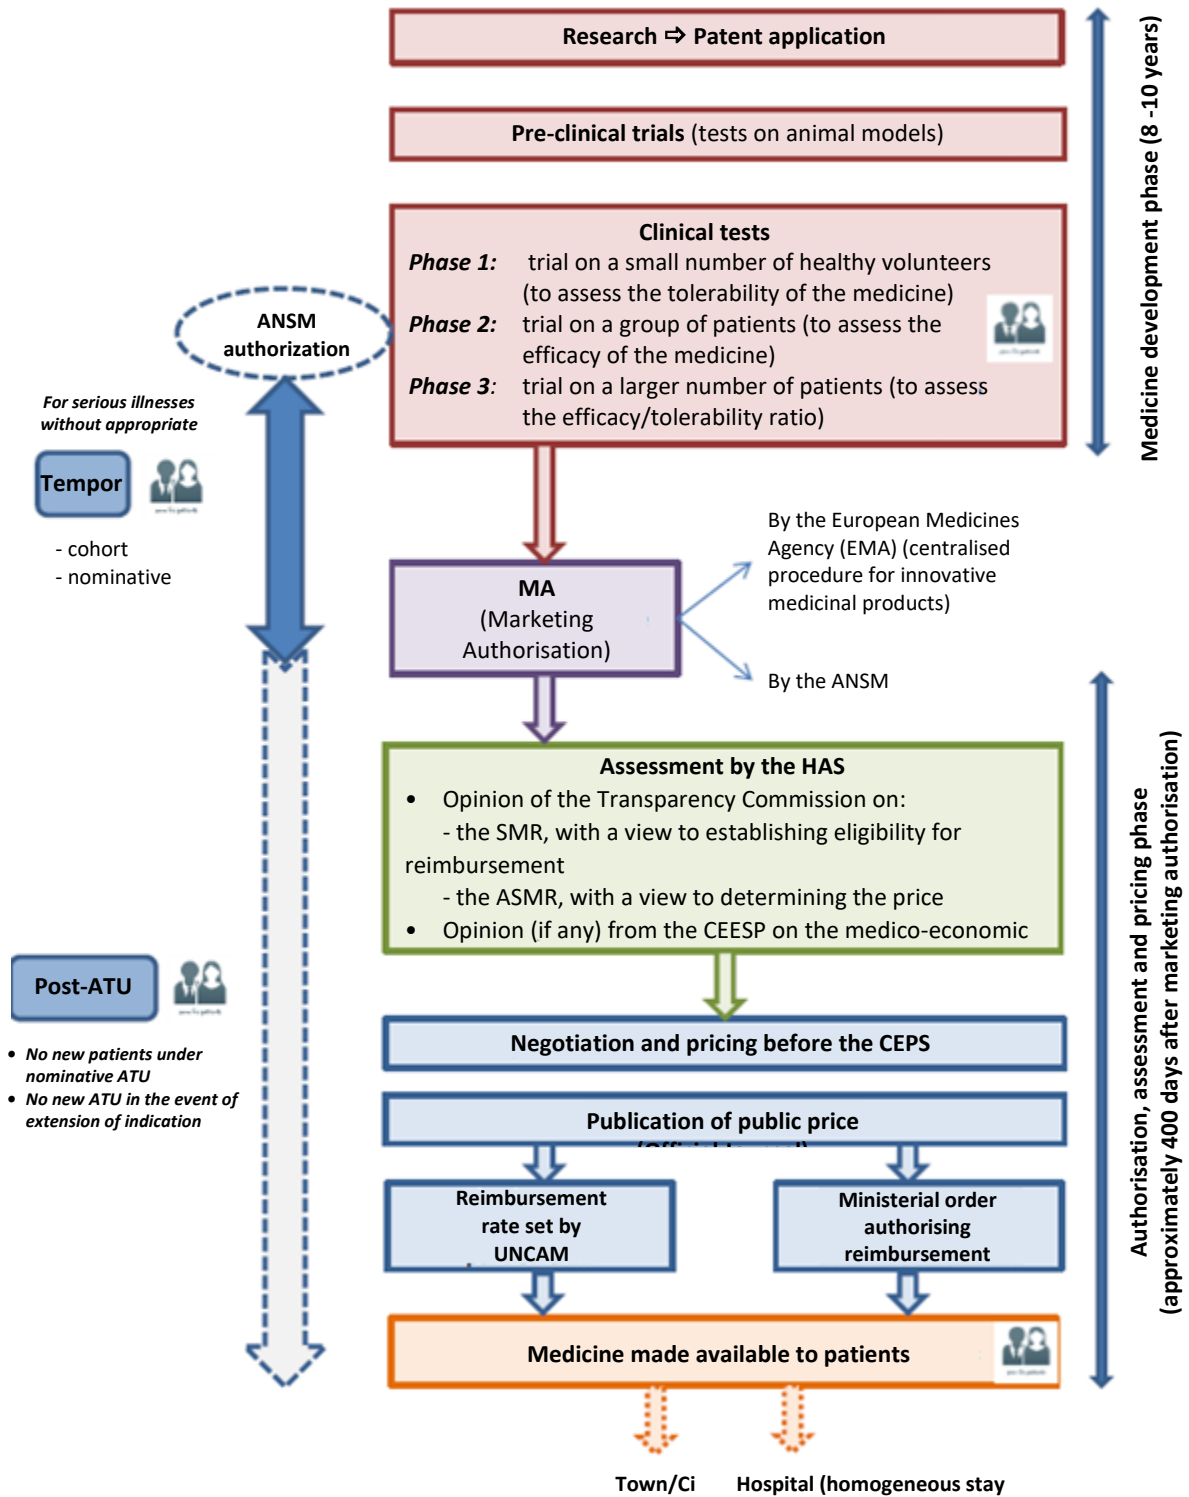 Research ⇨ Patent application
Pre-clinical trials (tests on animal models)
Clinical tests
Phase 1: trial on a small number of healthy volunteers
(to assess the tolerability of the medicine)
Phase 2: trial on a group of patients (to assess the
efficacy of the medicine)
Phase 3: trial on a larger number of patients (to assess
the efficacy/tolerability ratio)
Medicine development phase (8 -10 years)
ANSM
authorization
For serious illnesses
without appropriate
Tempor
- cohort
- nominative
MA
(Marketing
Authorisation)
By the European Medicines
Agency (EMA) (centralised
procedure for innovative
medicinal products)
By the ANSM
Assessment by the HAS
• Opinion of the Transparency Commission on:
- the SMR, with a view to establishing eligibility for
reimbursement
- the ASMR, with a view to determining the price
• Opinion (if any) from the CEESP on the medico-economic
Authorisation, assessment and pricing phase
(approximately 400 days after marketing authorisation)
Post-ATU
• No new patients under
nominative ATU
• No new ATU in the event of
extension of indication
Negotiation and pricing before the CEPS
Publication of public price
Reimbursement
rate set by
UNCAM
Ministerial order
authorising
reimbursement
Medicine made available to patients
Town/Ci
Hospital (homogeneous stay